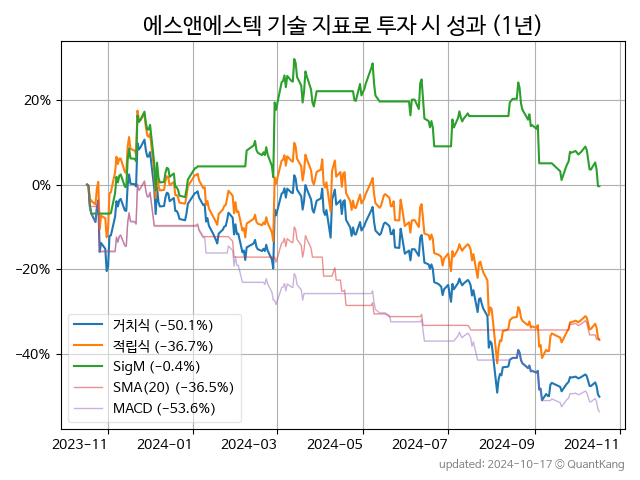 에스앤에스텍 기술 지표로 투자 시 성과 (1년)
20%
0%
−20%
−40%
거치식 (−50.1%)
적립식 (−36.7%)
SigM (−0.4%)
SMA(20) (−36.5%)
MACD (−53.6%)
2023-11 2024-01 2024-03 2024-05 2024-07 2024-09 2024-11
updated: 2024-10-17 © QuantKang